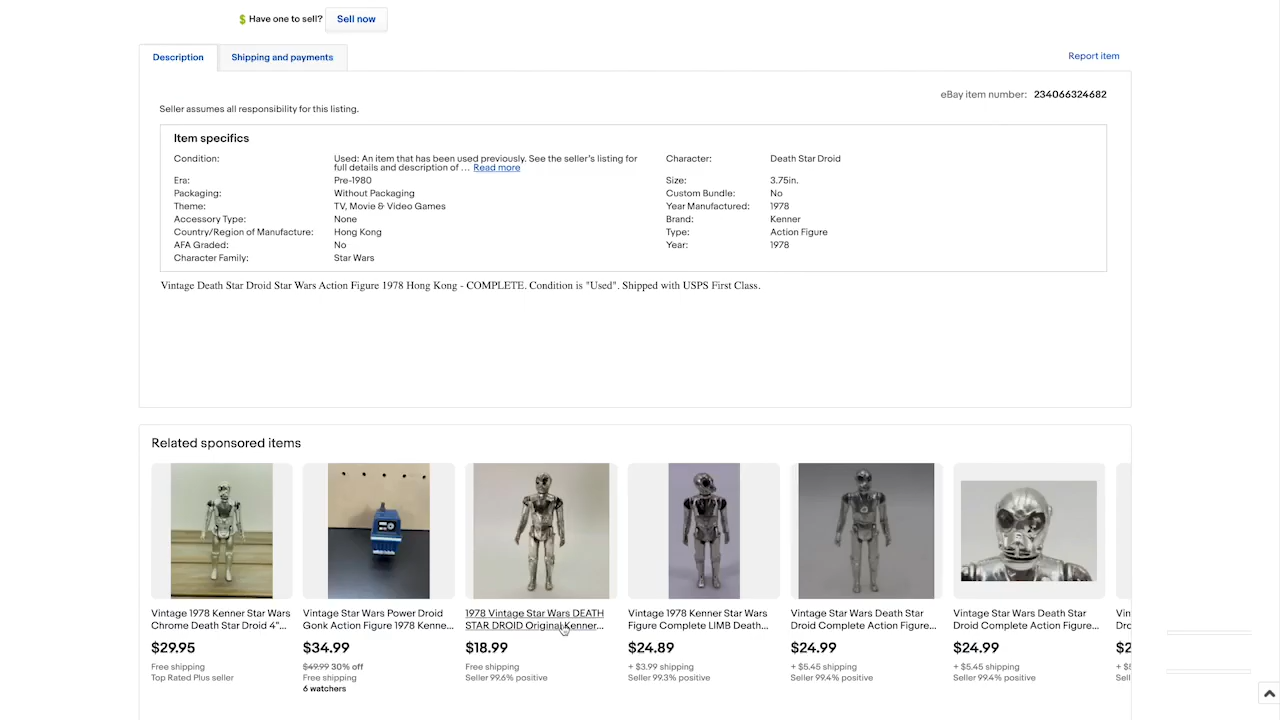 Have one to sell? Sell now
Description Shipping and payments Report item
eBay item number: 234066324682
Seller assumes all responsibility for this listing.
Item specifics
Condition: Used: An item that has been used previously. See the seller's listing for
full details and description of ... Read more
Character: Death Star Droid
Era: Pre-1980
Size: 3.75in.
Packaging: Without Packaging
Custom Bundle: No
Theme: TV, Movie & Video Games
Year Manufactured: 1978
Accessory Type: None
Brand: Kenner
Country/Region of Manufacture: Hong Kong
Type: Action Figure
AFA Graded: No
Year: 1978
Character Family: Star Wars
Vintage Death Star Droid Star Wars Action Figure 1978 Hong Kong - COMPLETE. Condition is "Used". Shipped with USPS First Class.
Related sponsored items
Vintage 1978 Kenner Star Wars
Chrome Death Star Droid 4"...
$29.95
Free shipping
Top Rated Plus seller
Vintage Star Wars Power Droid
Gonk Action Figure 1978 Kenne...
$34.99
$49.99 30% off
Free shipping
6 watchers
1978 Vintage Star Wars DEATH
STAR DROID Original Kenner...
$18.99
Free shipping
Seller 99.6% positive
Vintage 1978 Kenner Star Wars
Figure Complete LIMB Death...
$24.89
+ $3.99 shipping
Seller 99.3% positive
Vintage Star Wars Death Star
Droid Complete Action Figure...
$24.99
+ $5.45 shipping
Seller 99.4% positive
Vintage Star Wars Death Star
Droid Complete Action Figure...
$24.99
+ $5.45 shipping
Seller 99.4% positive